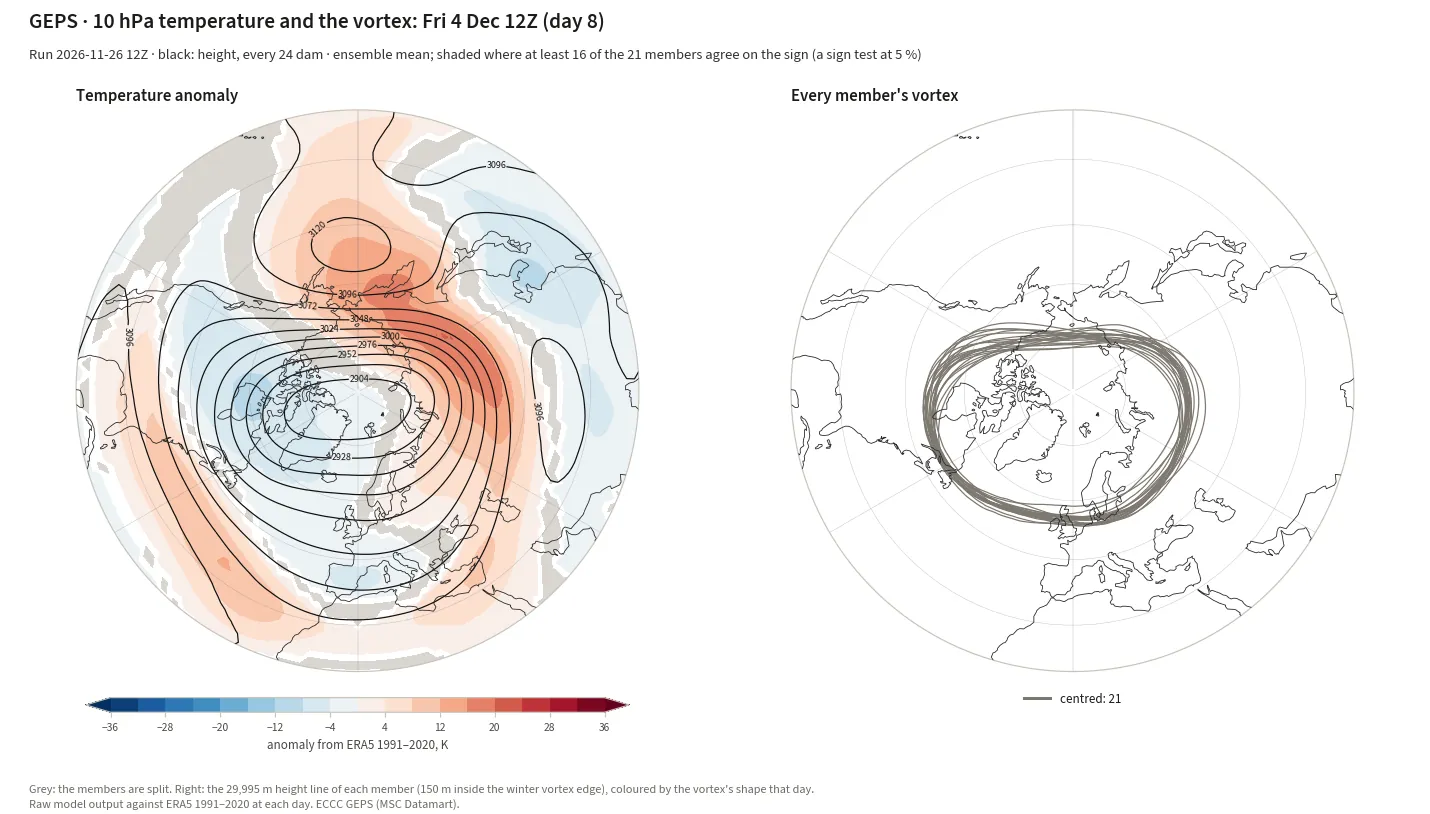 GEPS · 10 hPa temperature and the vortex: Fri 4 Dec 12Z (day 8)
Run 2026-11-26 12Z · black: height, every 24 dam · ensemble mean; shaded where at least 16 of the 21 members agree on the sign (a sign test at 5 %)
Temperature anomaly
Every member's vortex
3096
3120
3096
3072
3048
3024
3000
2976
2952
2904
3096
3096
2928
−36 −28 −20 −12 −4 4 12 20 28 36
anomaly from ERA5 1991–2020, K
centred: 21
Grey: the members are split. Right: the 29,995 m height line of each member (150 m inside the winter vortex edge), coloured by the vortex's shape that day.
Raw model output against ERA5 1991–2020 at each day. ECCC GEPS (MSC Datamart).